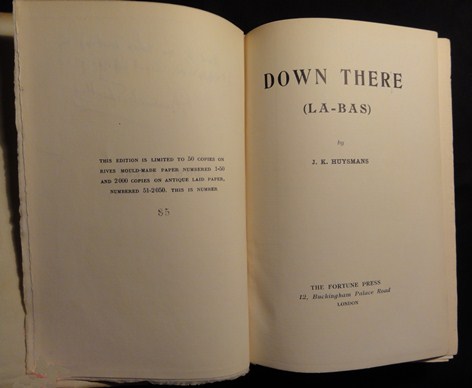 THIS EDITION IS LIMITED TO 50 COPIES ON
RIVES MOULD-MADE PAPER NUMBERED 1-50
AND 2000 COPIES ON ANTIQUE LAID PAPER,
NUMBERED 51-2050. THIS IS NUMBER
85
DOWN THERE
(LA-BAS)
by
J. K. HUYSMANS
THE FORTUNE PRESS
12, Buckingham Palace Road
LONDON